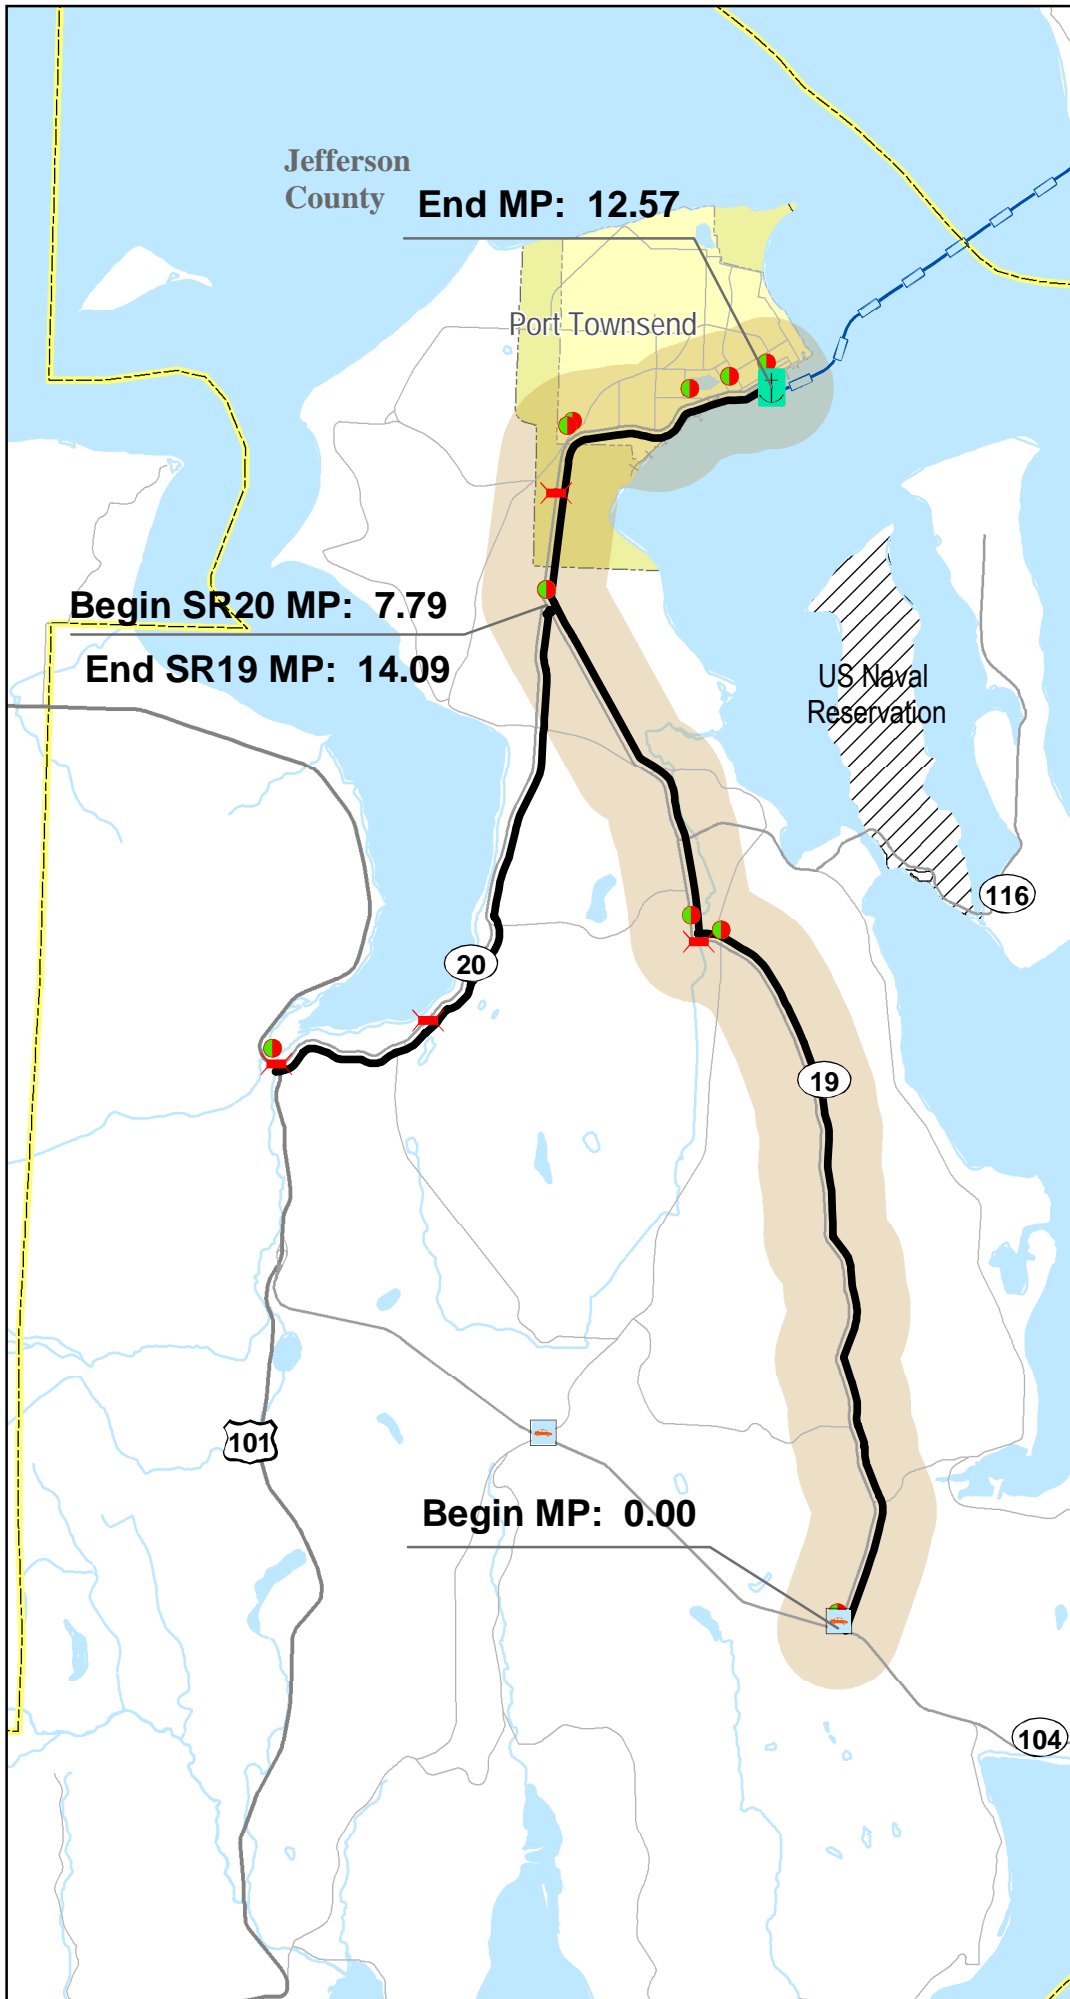 Jefferson
County
End MP: 12.57
Port Townsend
Begin SR20 MP: 7.79
End SR19 MP: 14.09
US Naval
Reservation
116
20
19
101
Begin MP: 0.00
104